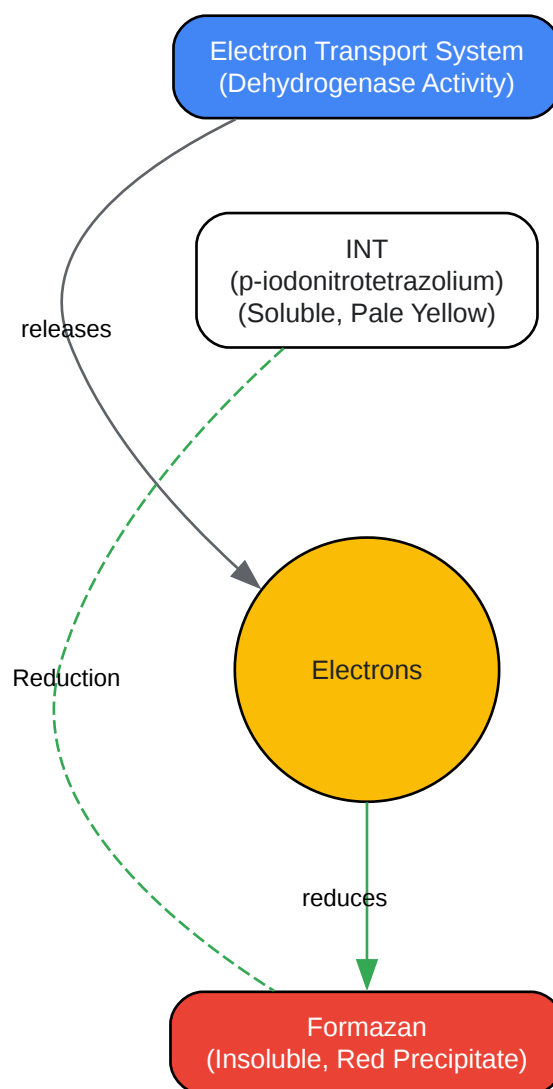 Electron Transport System
(Dehydrogenase Activity)
INT
(p-iodonitrotetrazolium)
(Soluble, Pale Yellow)
releases
Electrons
Reduction
reduces
Formazan
(Insoluble, Red Precipitate)